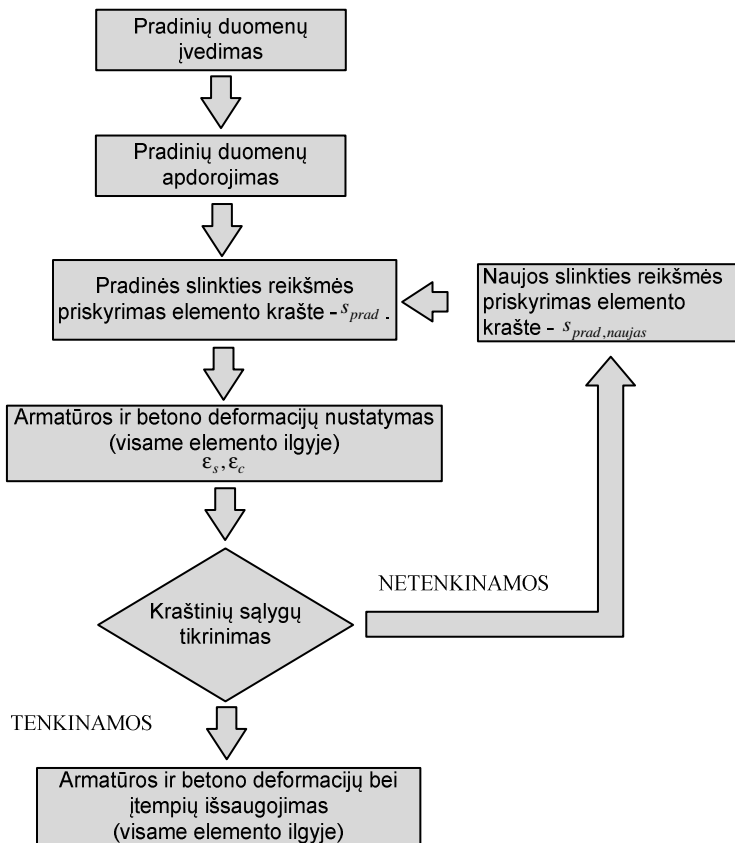 Pradinių duomenų
įvedimas
Pradinių duomenų
apdorojimas
Pradinės slinkties reikšmės
priskyrimas elemento krašte - s_prad .
Naujos slinkties reikšmės
priskyrimas elemento
krašte - s_prad,naujas
Armatūros ir betono deformacijų nustatymas
(visame elemento ilgyje)
ε_s, ε_c
Kraštinių sąlygų
tikrinimas
NETENKINAMOS
TENKINAMOS
Armatūros ir betono deformacijų bei
įtempių išsaugojimas
(visame elemento ilgyje)